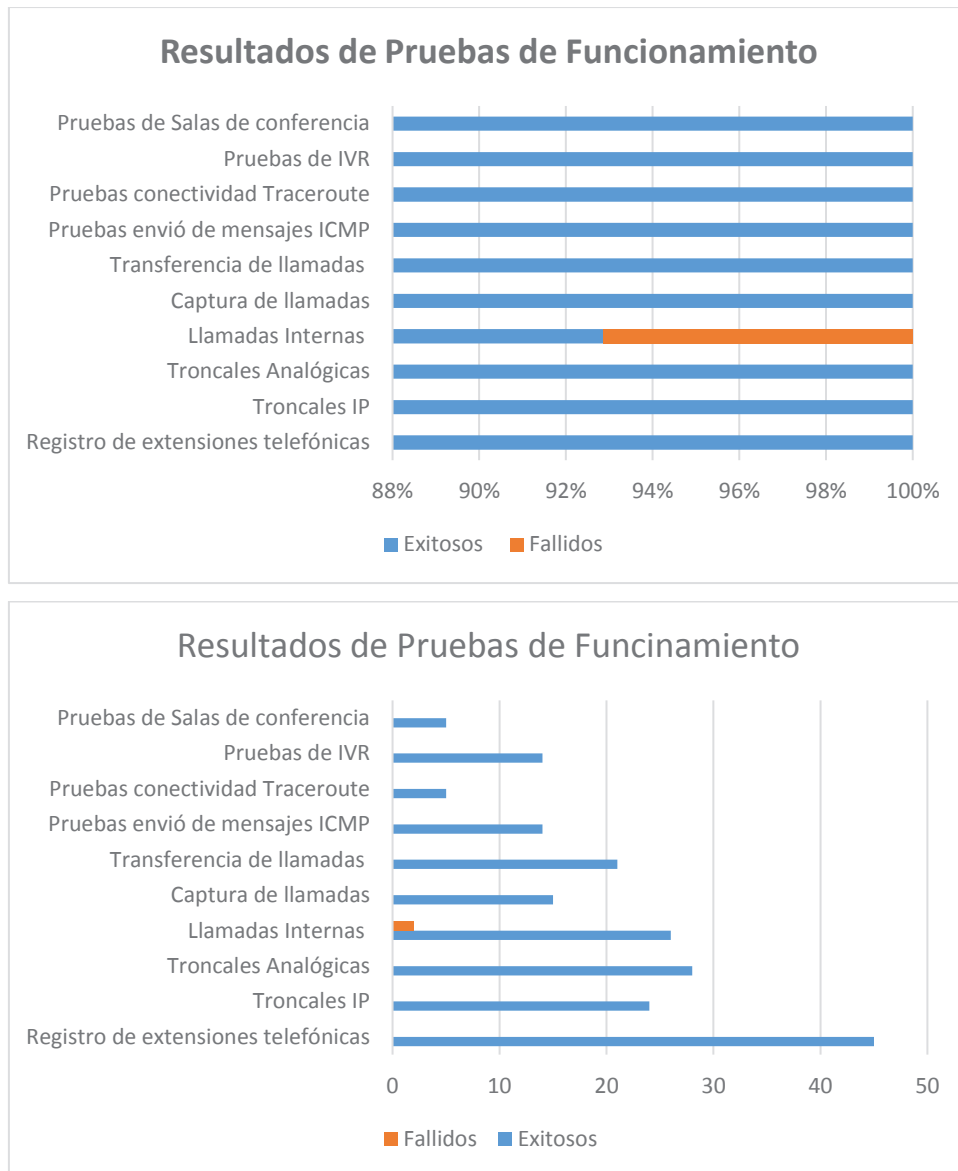 Resultados de Pruebas de Funcionamiento
Pruebas de Salas de conferencia
Pruebas de IVR
Pruebas conectividad Traceroute
Pruebas envió de mensajes ICMP
Transferencia de llamadas
Captura de llamadas
Llamadas Internas
Troncales Analógicas
Troncales IP
Registro de extensiones telefónicas
88% 90% 92% 94% 96% 98% 100%
Exitosos Fallidos
Resultados de Pruebas de Funcinamiento
Pruebas de Salas de conferencia
Pruebas de IVR
Pruebas conectividad Traceroute
Pruebas envió de mensajes ICMP
Transferencia de llamadas
Captura de llamadas
Llamadas Internas
Troncales Analógicas
Troncales IP
Registro de extensiones telefónicas
0 10 20 30 40 50
Fallidos Exitosos